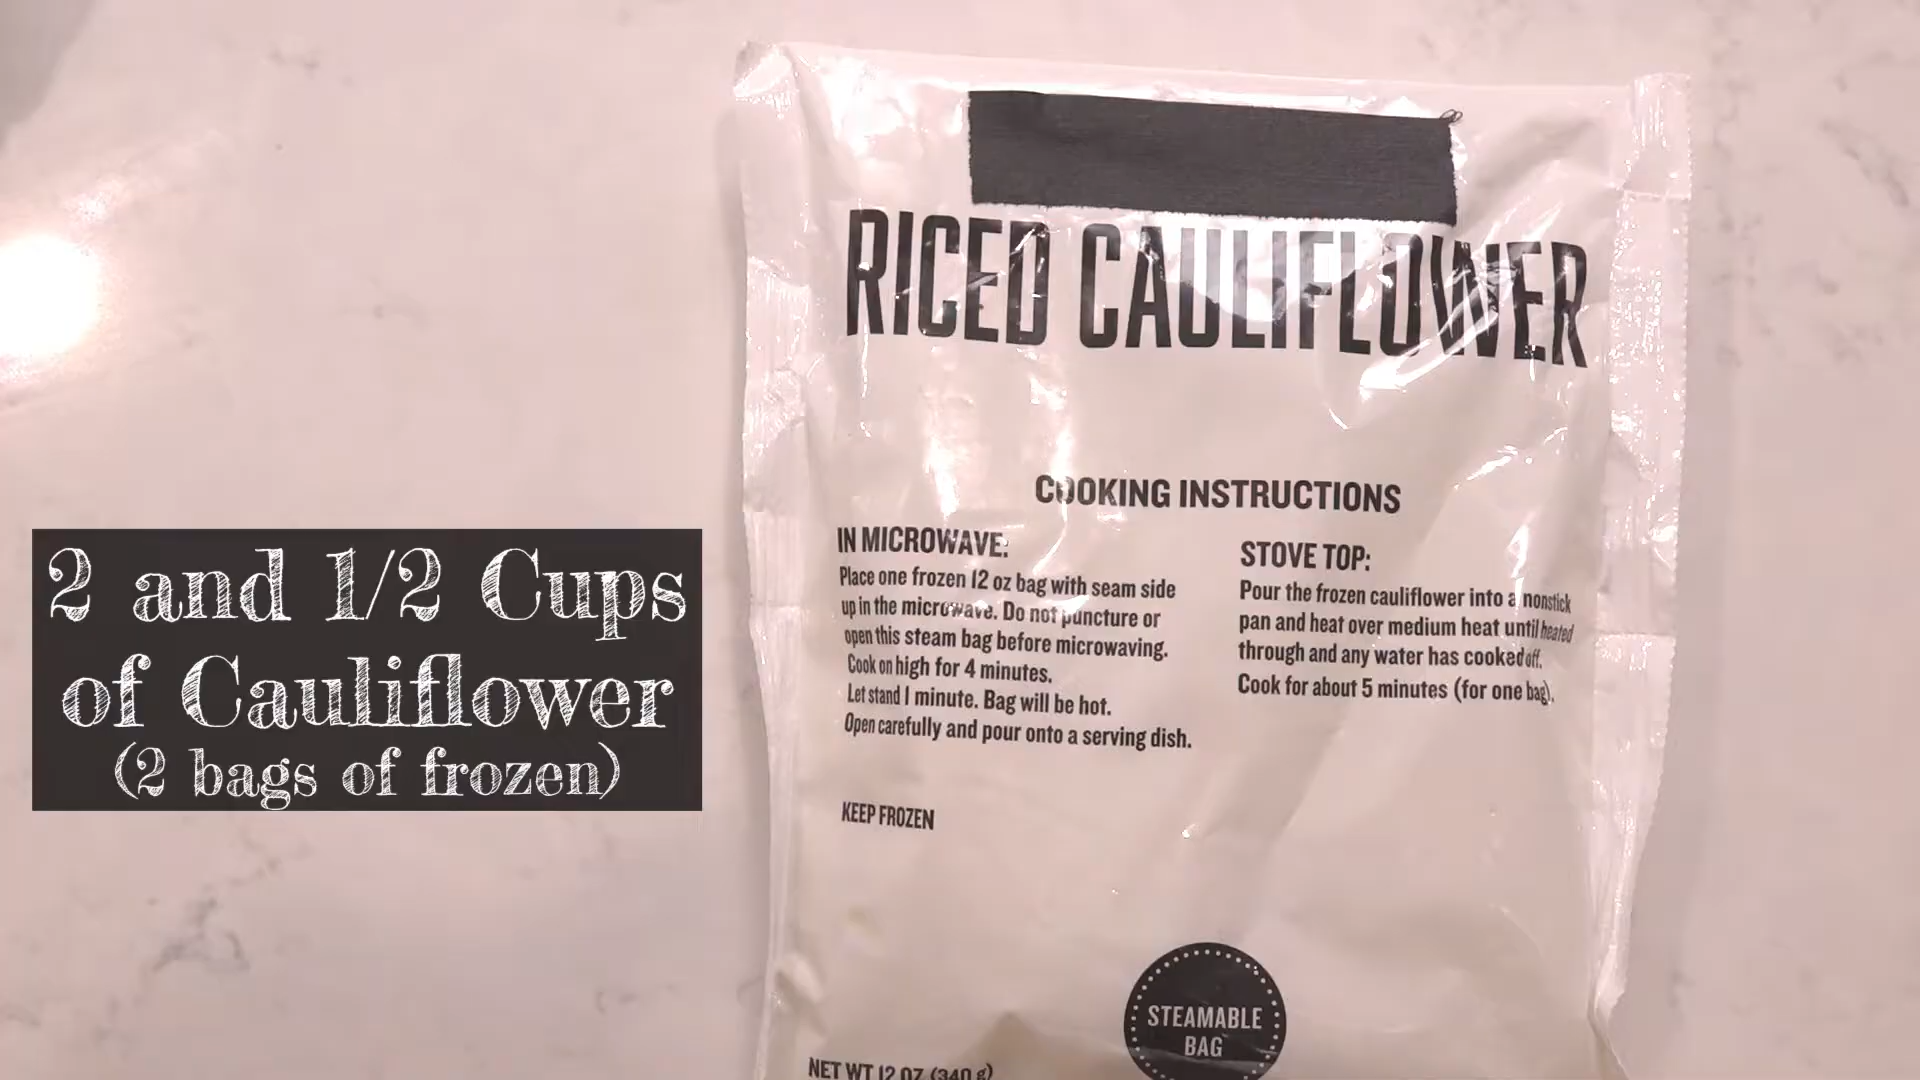 2 and 1/2 Cups
of Cauliflower
(2 bags of frozen)
RICED CAULIFLOWER
COOKING INSTRUCTIONS
IN MICROWAVE:
Place one frozen 12 oz bag with seam side
up in the microwave. Do not puncture or
open this steam bag before microwaving.
Cook on high for 4 minutes.
Let stand 1 minute. Bag will be hot.
Open carefully and pour onto a serving dish.
STOVE TOP:
Pour the frozen cauliflower into a nonstick
pan and heat over medium heat until heated
through and any water has cooked off.
Cook for about 5 minutes (for one bag).
KEEP FROZEN
STEAMABLE
BAG
NET WT 12 OZ (340 g)